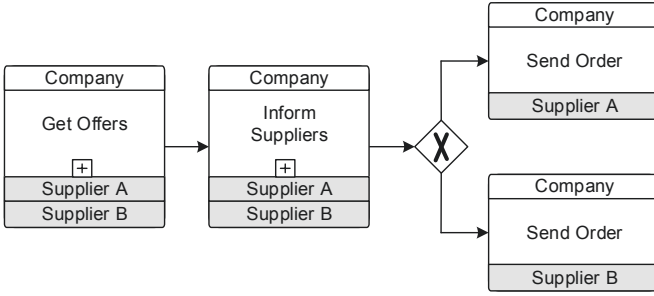 Company
Get Offers
+
Supplier A
Supplier B
Company
Inform
Suppliers
+
Supplier A
Supplier B
X
Company
Send Order
Supplier A
Company
Send Order
Supplier B